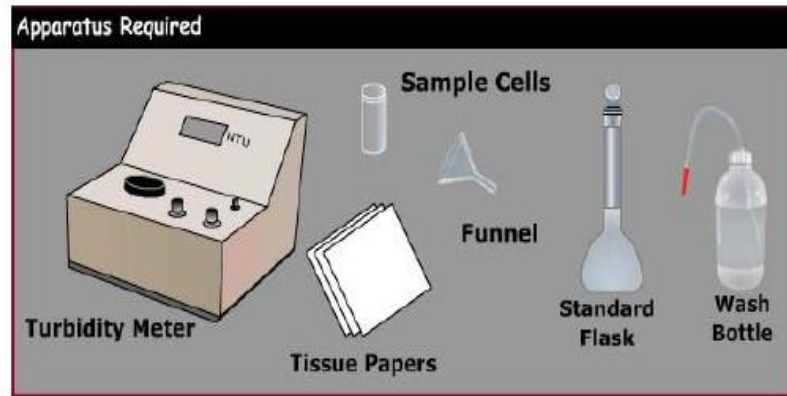 Apparatus Required
Sample Cells
NTU
Funnel
Turbidity Meter
Tissue Papers
Standard
Flask
Wash
Bottle